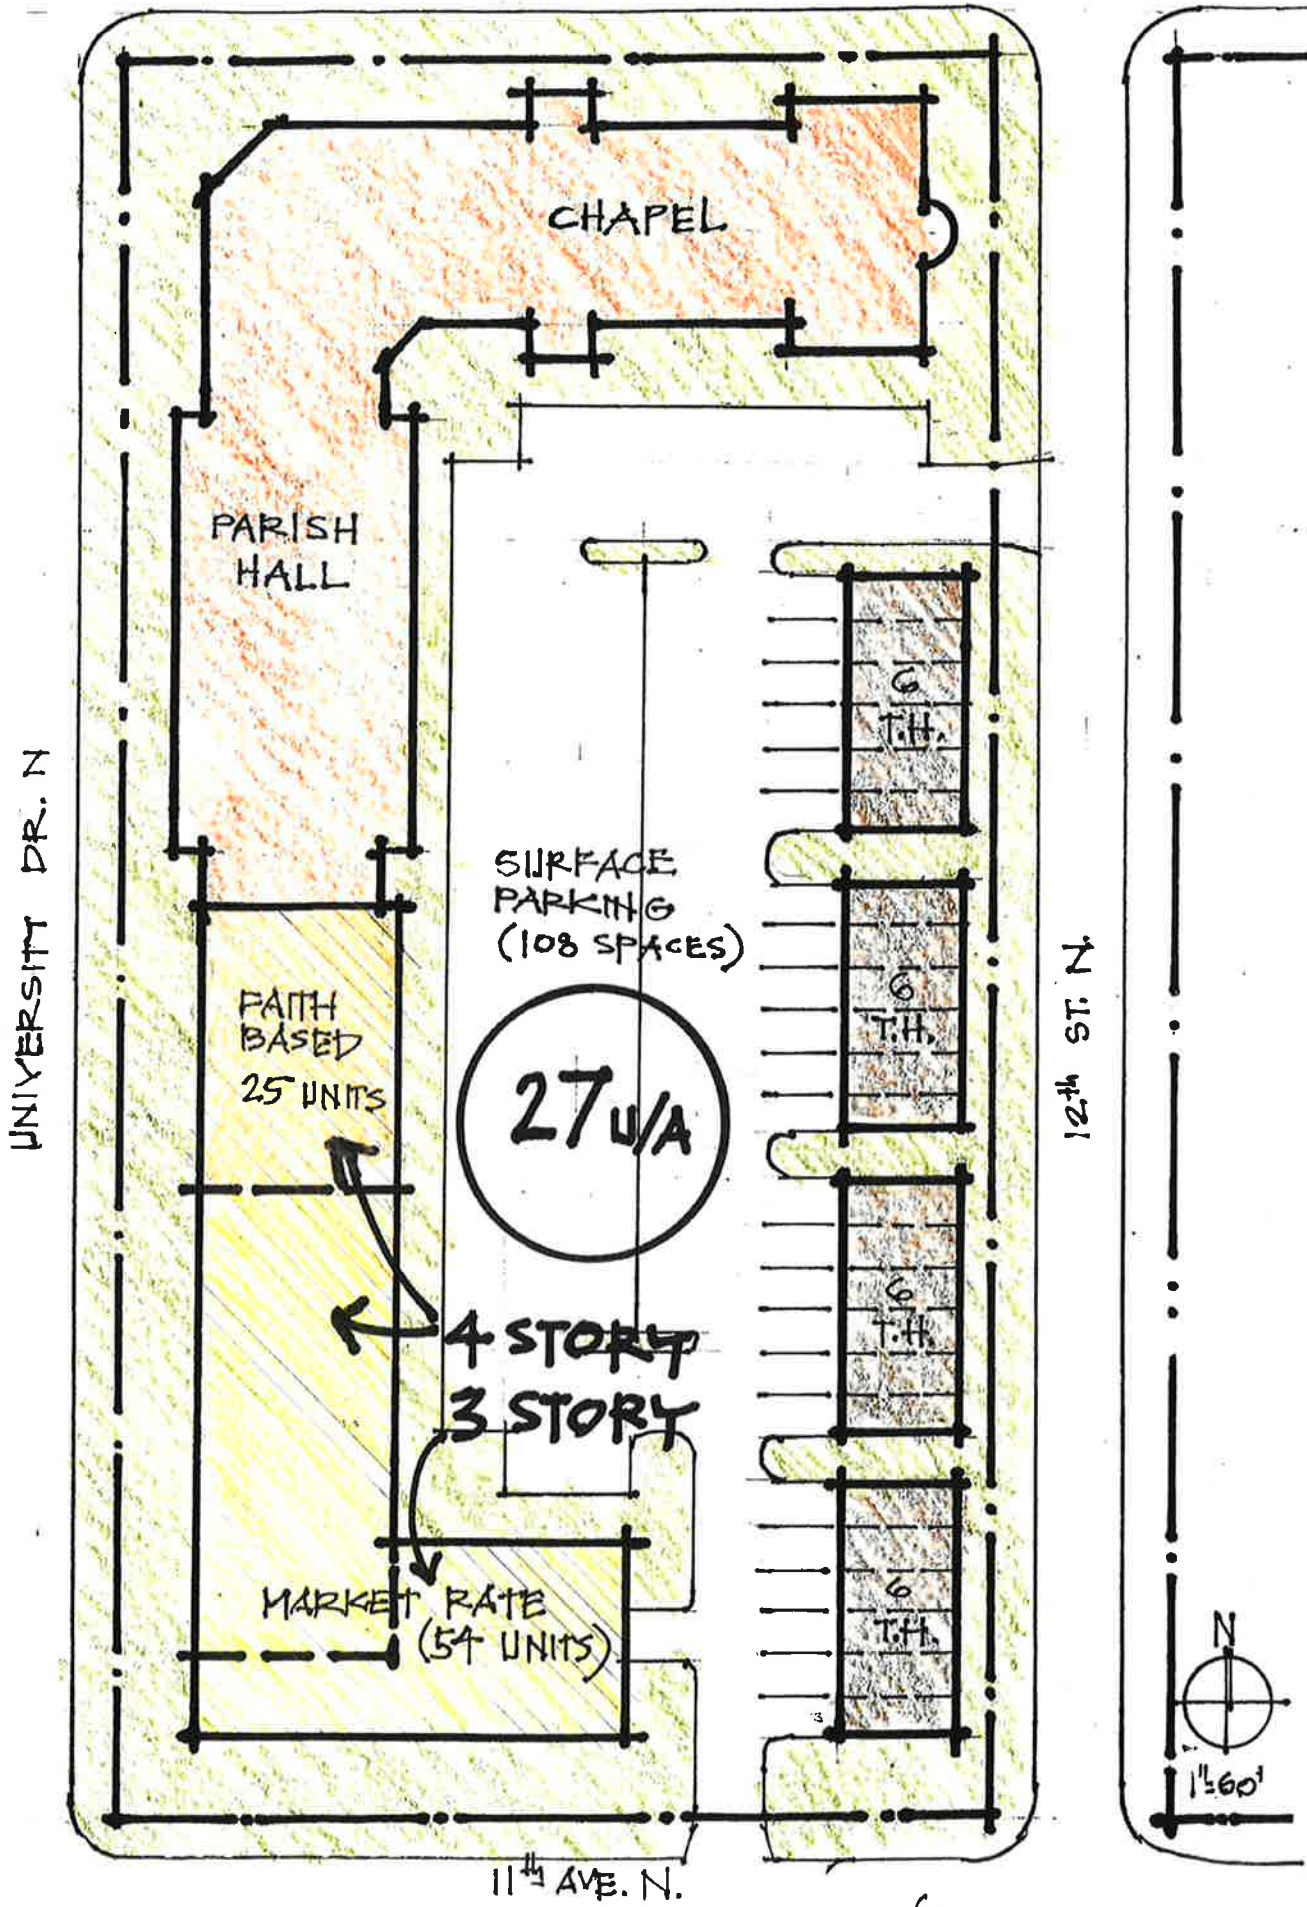 CHAPEL
PARISH
HALL
6
T.H.
UNIVERSITY DR. N
SURFACE
PARKING
(108 SPACES)
6
T.H.
12th ST. N.
FAITH
BASED
25 UNITS
27 U/A
6
T.H.
4 STORY
3 STORY
MARKET RATE
(54 UNITS)
6
T.H.
3
N
1"=60'
11th AVE. N.